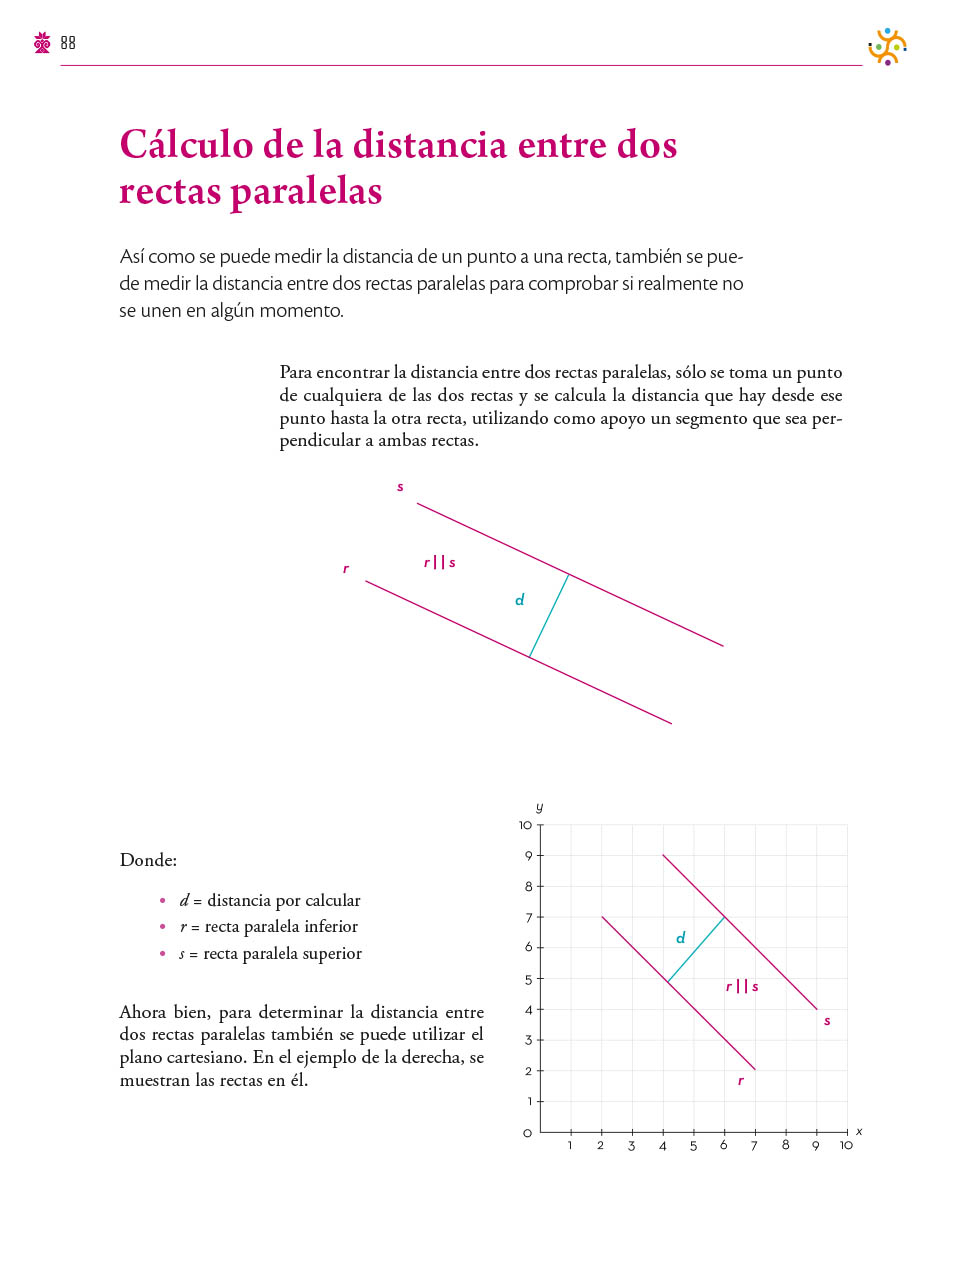 88
Cálculo de la distancia entre dos
rectas paralelas
Así como se puede medir la distancia de un punto a una recta, también se pue-
de medir la distancia entre dos rectas paralelas para comprobar si realmente no
se unen en algún momento.
Para encontrar la distancia entre dos rectas paralelas, sólo se toma un punto
de cualquiera de las dos rectas y se calcula la distancia que hay desde ese
punto hasta la otra recta, utilizando como apoyo un segmento que sea per-
pendicular a ambas rectas.
s
r || s
r
d
Donde:
• d = distancia por calcular
• r = recta paralela inferior
• s = recta paralela superior
Ahora bien, para determinar la distancia entre
dos rectas paralelas también se puede utilizar el
plano cartesiano. En el ejemplo de la derecha, se
muestran las rectas en él.
y
10
9
8
7
6
5
4
3
2
1
0
d
r || s
s
r
1 2 3 4 5 6 7 8 9 10
x